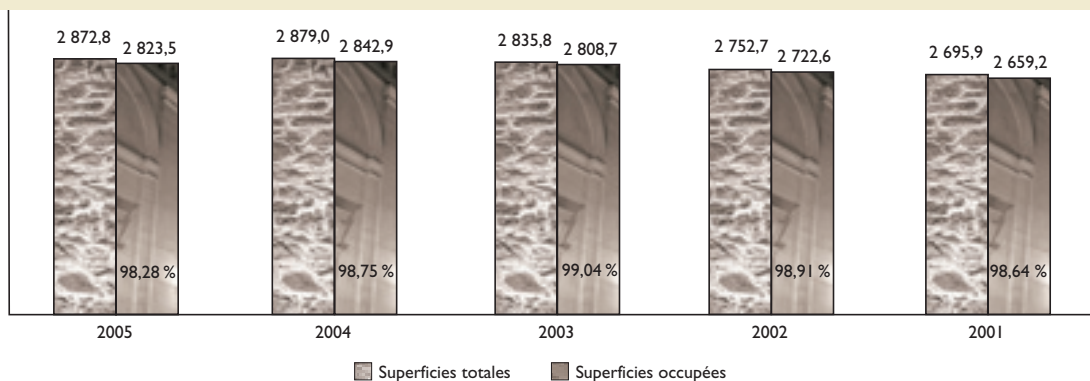 2 872,8 2 823,5 2 879,0 2 842,9 2 835,8 2 808,7 2 752,7 2 722,6 2 695,9 2 659,2
98,28 % 98,75 % 99,04 % 98,91 % 98,64 %
2005 2004 2003 2002 2001
Superficies totales Superficies occupées